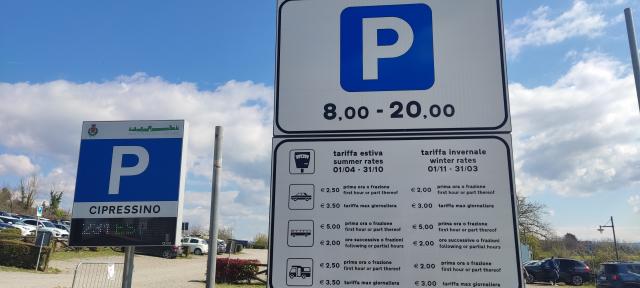 P
CIPRESSINO
P
8,00 - 20,00
tariffa estiva
summer rates
01/04 - 31/10
tariffa invernale
winter rates
01/11 - 31/03
€ 2,50 prima ora o frazione
first hour or part thereof
€ 2,00 prima ora o frazione
first hour or part thereof
€ 3,50 tariffa max giornaliera
€ 3,00 tariffa max giornaliera
€ 5,00 prima ora o frazione
first hour or part thereof
€ 5,00 prima ora o frazione
first hour or part thereof
€ 2,00 ore successive o frazioni
following or partial hours
€ 2,00 ore successive o frazioni
following or partial hours
€ 2,50 prima ora o frazione
first hour or part thereof
€ 2,00 prima ora o frazione
first hour or part thereof
€ 3,50 tariffa max giornaliera
€ 3,00 tariffa max giornaliera